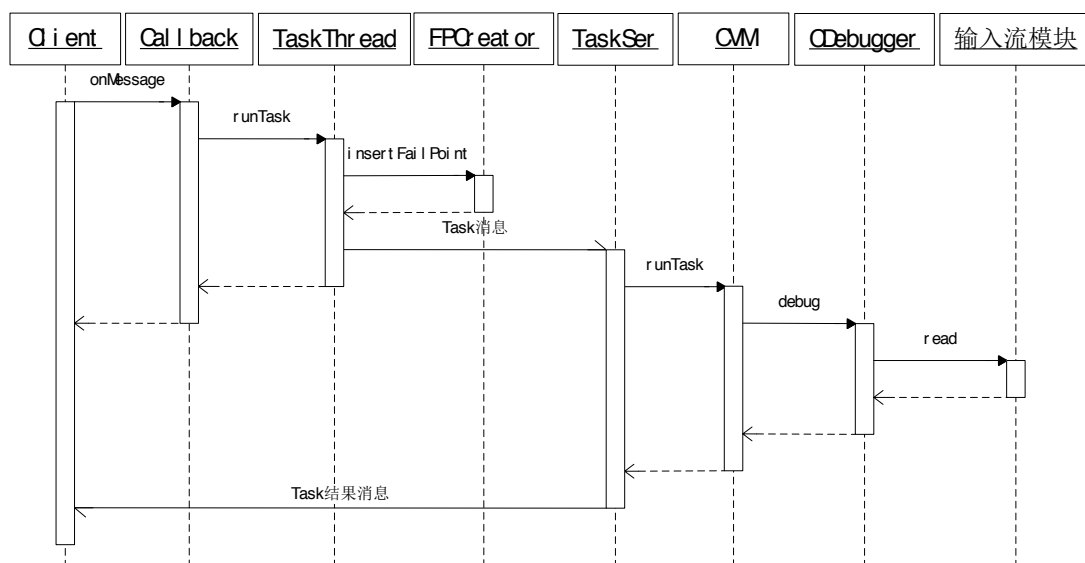 Client
Callback
TaskThread
FPCreator
TaskSer
CVM
CDebugger
输入流模块
onMessage
runTask
insertFailPoint
Task消息
runTask
debug
read
Task结果消息